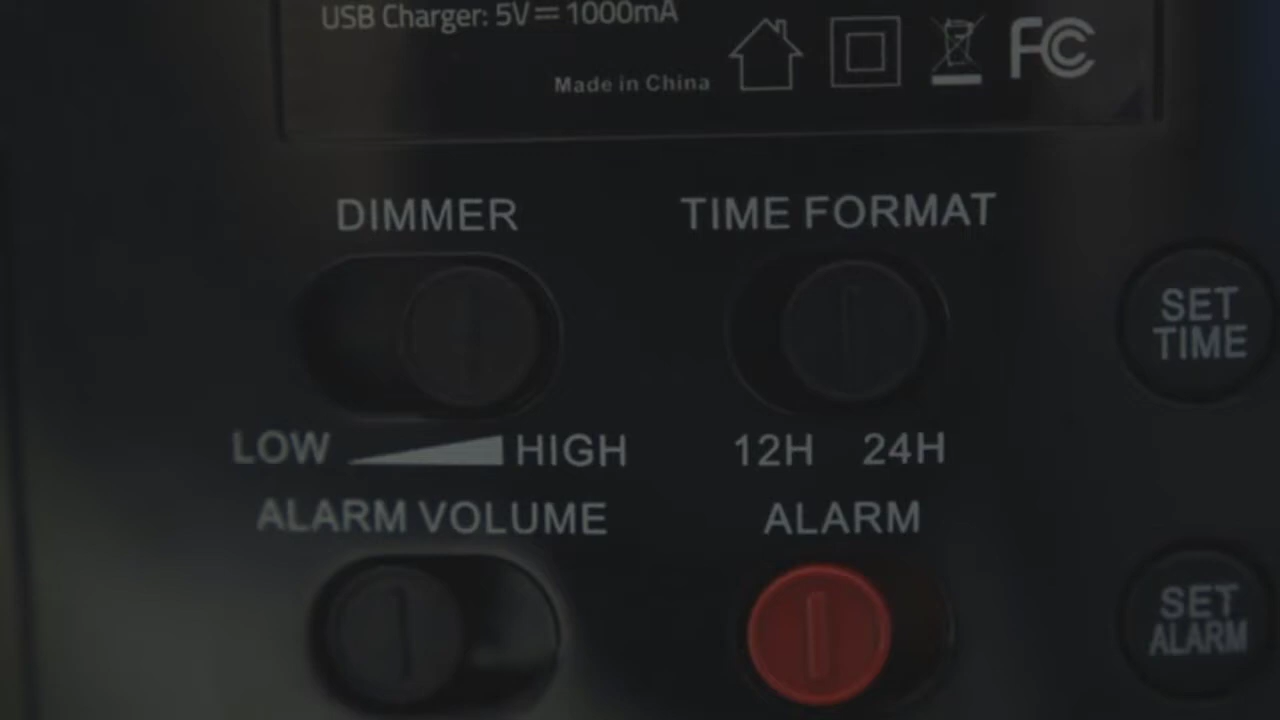 USB Charger: 5V⎓1000mA
Made in China
FC
DIMMER
TIME FORMAT
SET
TIME
LOW HIGH
12H 24H
ALARM VOLUME
ALARM
SET
ALARM